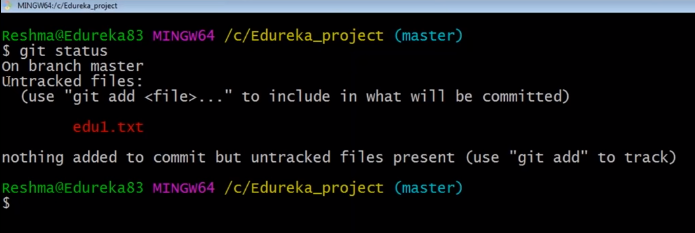 MINGW64:/c/Edureka_project
Reshma@Edureka83 MINGW64 /c/Edureka_project (master)
$ git status
On branch master
Untracked files:
  (use "git add <file>..." to include in what will be committed)
        edu1.txt
nothing added to commit but untracked files present (use "git add" to track)
Reshma@Edureka83 MINGW64 /c/Edureka_project (master)
$